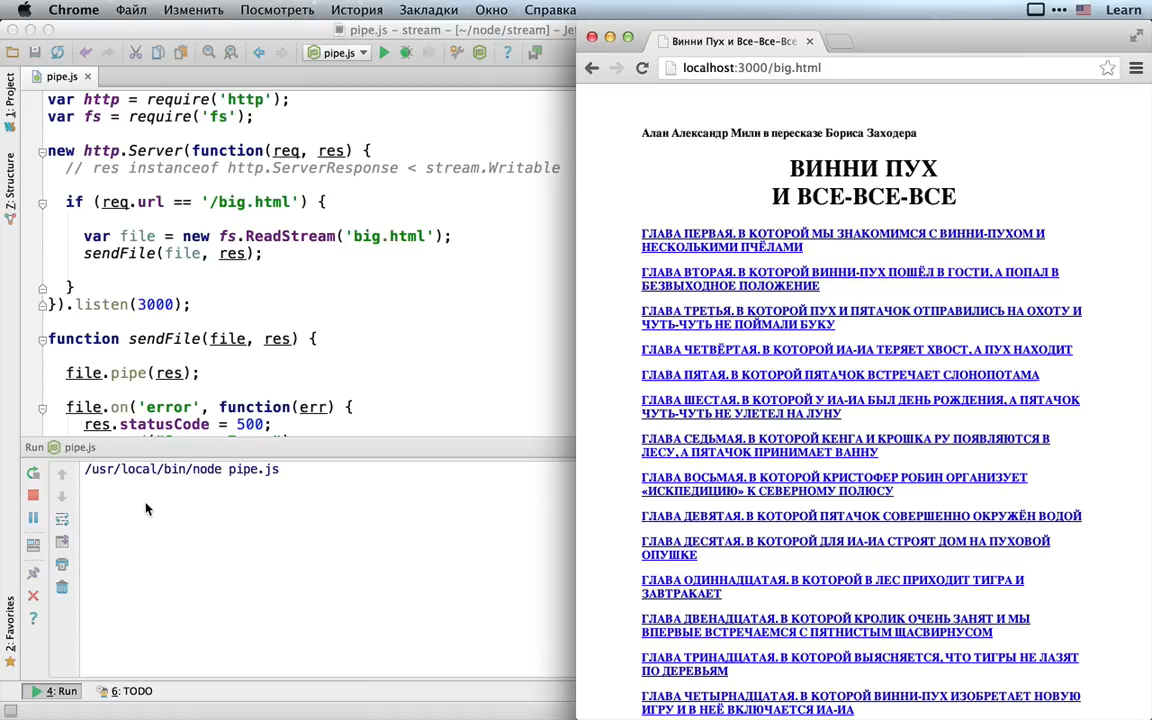 Chrome Файл Изменить Посмотреть История Закладки Окно Справка Learn
pipe.js – stream – [~/node/stream] – Je
pipe.js
pipe.js
1: Project
Z: Structure
2: Favorites
var http = require('http');
var fs = require('fs');
new http.Server(function(req, res) {
// res instanceof http.ServerResponse < stream.Writable
if (req.url == '/big.html') {
var file = new fs.ReadStream('big.html');
sendFile(file, res);
}
}).listen(3000);
function sendFile(file, res) {
file.pipe(res);
file.on('error', function(err) {
res.statusCode = 500;
Run pipe.js
/usr/local/bin/node pipe.js
4: Run 6: TODO
Винни Пух и Все-Все-Все
localhost:3000/big.html
Алан Александр Милн в пересказе Бориса Заходера
ВИННИ ПУХ
И ВСЕ-ВСЕ-ВСЕ
ГЛАВА ПЕРВАЯ. В КОТОРОЙ МЫ ЗНАКОМИМСЯ С ВИННИ-ПУХОМ И
НЕСКОЛЬКИМИ ПЧЁЛАМИ
ГЛАВА ВТОРАЯ. В КОТОРОЙ ВИННИ-ПУХ ПОШЁЛ В ГОСТИ, А ПОПАЛ В
БЕЗВЫХОДНОЕ ПОЛОЖЕНИЕ
ГЛАВА ТРЕТЬЯ. В КОТОРОЙ ПУХ И ПЯТАЧОК ОТПРАВИЛИСЬ НА ОХОТУ И
ЧУТЬ-ЧУТЬ НЕ ПОЙМАЛИ БУКУ
ГЛАВА ЧЕТВЁРТАЯ. В КОТОРОЙ ИА-ИА ТЕРЯЕТ ХВОСТ, А ПУХ НАХОДИТ
ГЛАВА ПЯТАЯ. В КОТОРОЙ ПЯТАЧОК ВСТРЕЧАЕТ СЛОНОПОТАМА
ГЛАВА ШЕСТАЯ. В КОТОРОЙ У ИА-ИА БЫЛ ДЕНЬ РОЖДЕНИЯ, А ПЯТАЧОК
ЧУТЬ-ЧУТЬ НЕ УЛЕТЕЛ НА ЛУНУ
ГЛАВА СЕДЬМАЯ. В КОТОРОЙ КЕНГА И КРОШКА РУ ПОЯВЛЯЮТСЯ В
ЛЕСУ, А ПЯТАЧОК ПРИНИМАЕТ ВАННУ
ГЛАВА ВОСЬМАЯ. В КОТОРОЙ КРИСТОФЕР РОБИН ОРГАНИЗУЕТ
«ИСКПЕДИЦИЮ» К СЕВЕРНОМУ ПОЛЮСУ
ГЛАВА ДЕВЯТАЯ. В КОТОРОЙ ПЯТАЧОК СОВЕРШЕННО ОКРУЖЁН ВОДОЙ
ГЛАВА ДЕСЯТАЯ. В КОТОРОЙ ДЛЯ ИА-ИА СТРОЯТ ДОМ НА ПУХОВОЙ
ОПУШКЕ
ГЛАВА ОДИННАДЦАТАЯ. В КОТОРОЙ В ЛЕС ПРИХОДИТ ТИГРА И
ЗАВТРАКАЕТ
ГЛАВА ДВЕНАДЦАТАЯ. В КОТОРОЙ КРОЛИК ОЧЕНЬ ЗАНЯТ И МЫ
ВПЕРВЫЕ ВСТРЕЧАЕМСЯ С ПЯТНИСТЫМ ЩАСВИРНУСОМ
ГЛАВА ТРИНАДЦАТАЯ. В КОТОРОЙ ВЫЯСНЯЕТСЯ, ЧТО ТИГРЫ НЕ ЛАЗЯТ
ПО ДЕРЕВЬЯМ
ГЛАВА ЧЕТЫРНАДЦАТАЯ. В КОТОРОЙ ВИННИ-ПУХ ИЗОБРЕТАЕТ НОВУЮ
ИГРУ И В НЕЁ ВКЛЮЧАЕТСЯ ИА-ИА